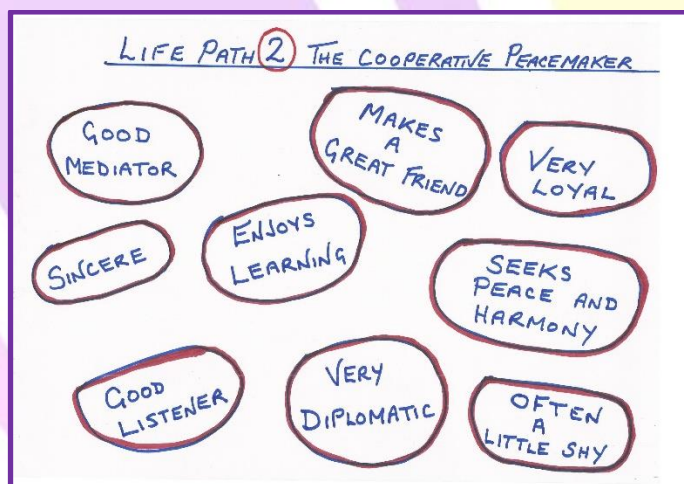 LIFE PATH 2 THE COOPERATIVE PEACEMAKER
GOOD
MEDIATOR
MAKES
A
GREAT FRIEND
VERY
LOYAL
SINCERE
ENJOYS
LEARNING
SEEKS
PEACE AND
HARMONY
GOOD
LISTENER
VERY
DIPLOMATIC
OFTEN
A
LITTLE SHY